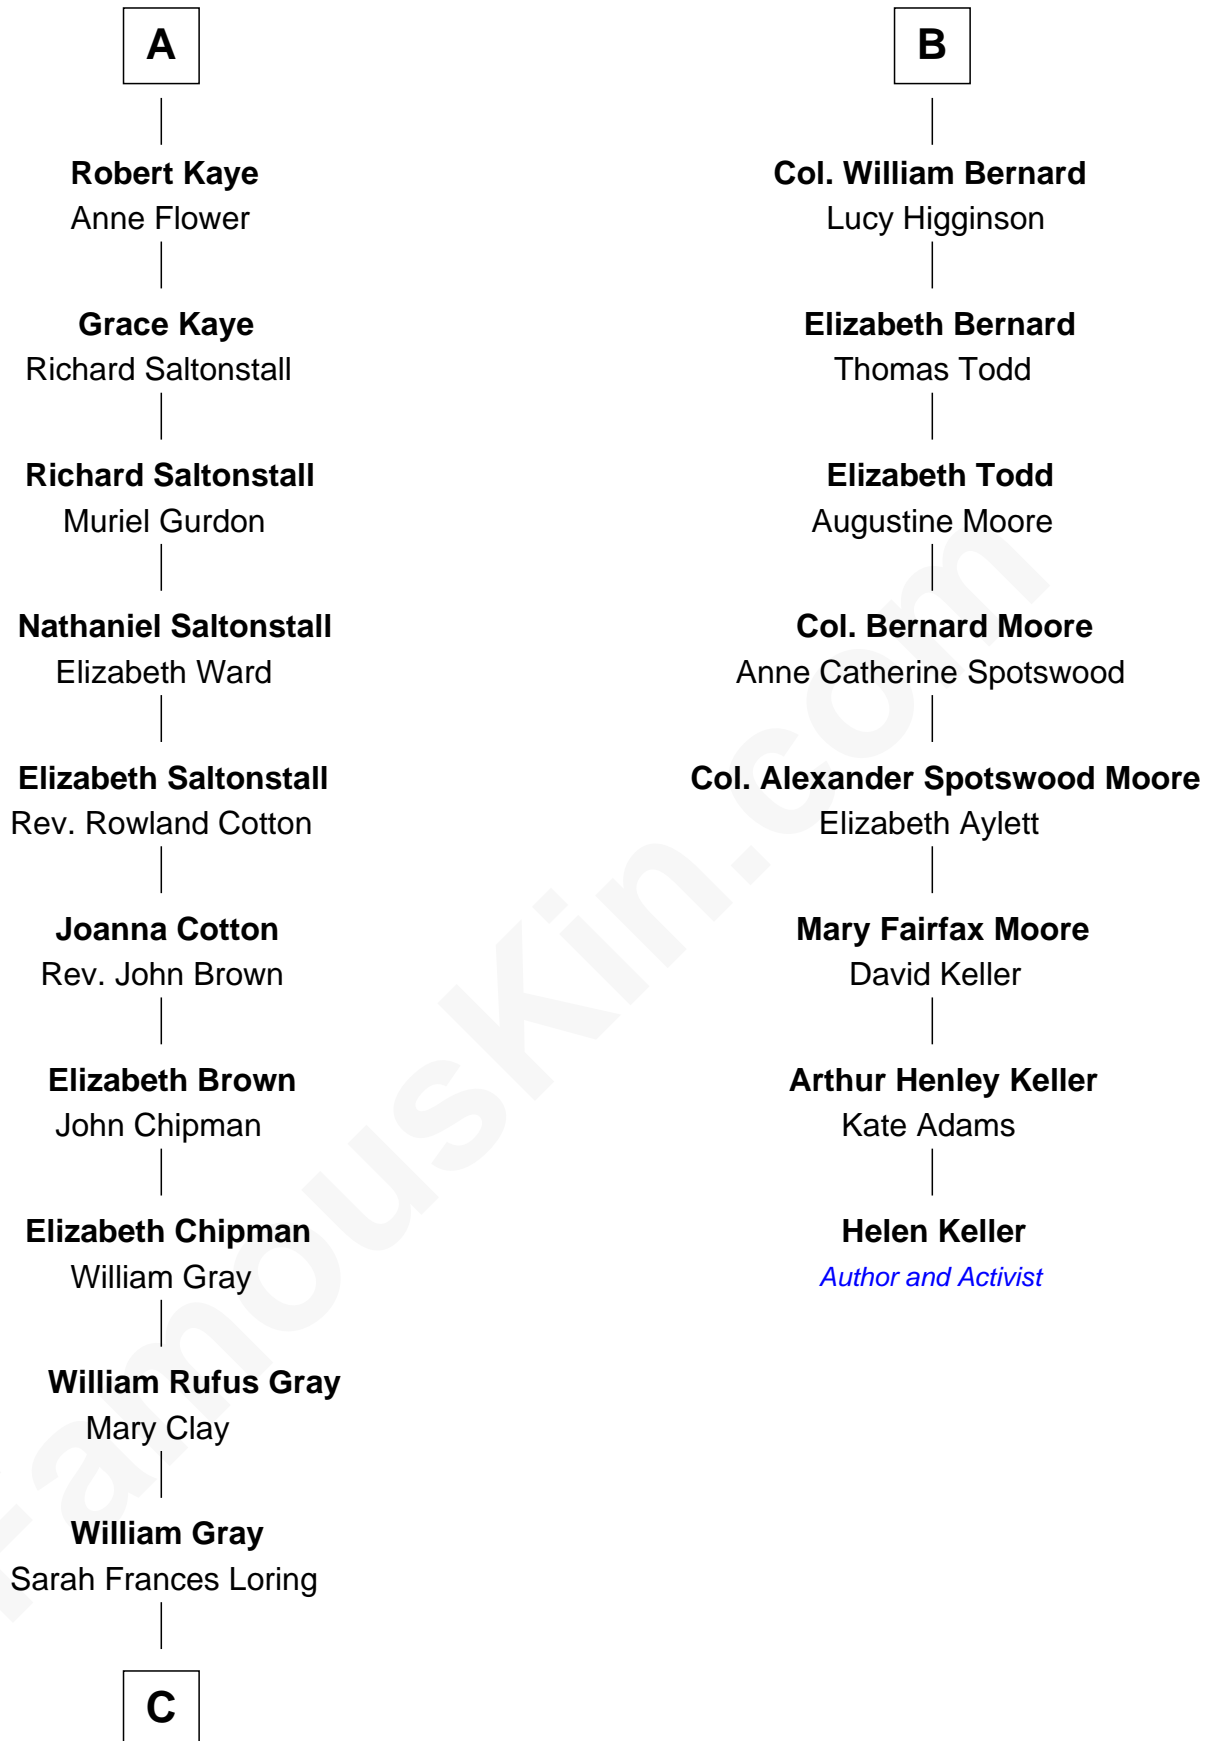 A
Robert Kaye
Anne Flower
Grace Kaye
Richard Saltonstall
Richard Saltonstall
Muriel Gurdon
Nathaniel Saltonstall
Elizabeth Ward
Elizabeth Saltonstall
Rev. Rowland Cotton
Joanna Cotton
Rev. John Brown
Elizabeth Brown
John Chipman
Elizabeth Chipman
William Gray
William Rufus Gray
Mary Clay
William Gray
Sarah Frances Loring
C
B
Col. William Bernard
Lucy Higginson
Elizabeth Bernard
Thomas Todd
Elizabeth Todd
Augustine Moore
Col. Bernard Moore
Anne Catherine Spotswood
Col. Alexander Spotswood Moore
Elizabeth Aylett
Mary Fairfax Moore
David Keller
Arthur Henley Keller
Kate Adams
Helen Keller
Author and Activist
FamousKin.com